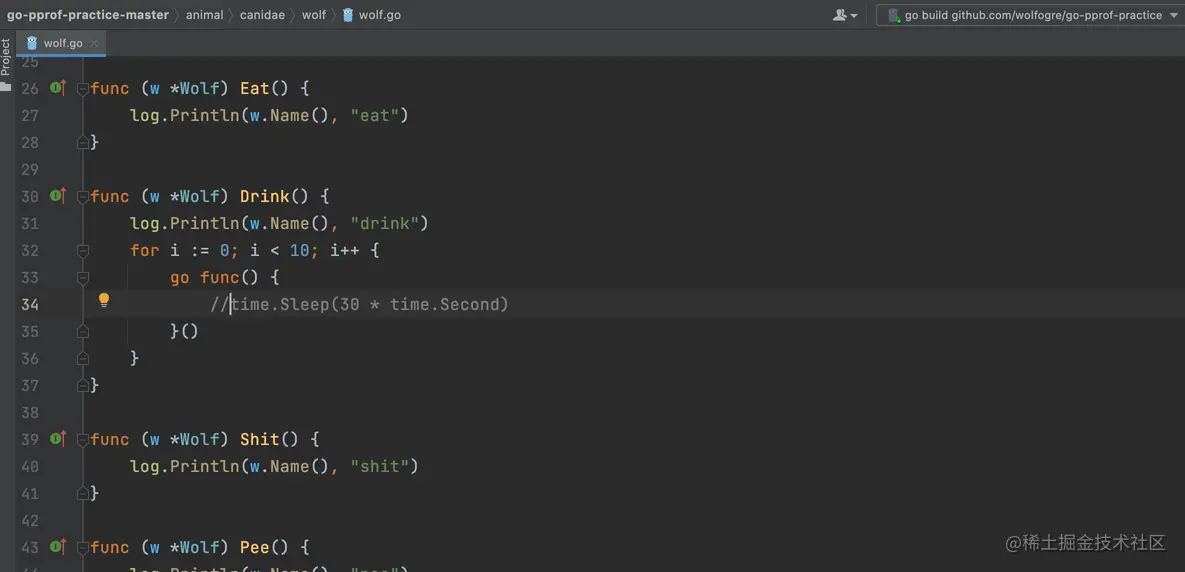 go-pprof-practice-master animal canidae wolf wolf.go go build github.com/wolfogre/go-pprof-practice
Project
wolf.go
25
26 func (w *Wolf) Eat() {
27 log.Println(w.Name(), "eat")
28 }
29
30 func (w *Wolf) Drink() {
31 log.Println(w.Name(), "drink")
32 for i := 0; i < 10; i++ {
33 go func() {
34 //time.Sleep(30 * time.Second)
35 }()
36 }
37 }
38
39 func (w *Wolf) Shit() {
40 log.Println(w.Name(), "shit")
41 }
42
43 func (w *Wolf) Pee() {
log.Println(w.Name(), "pee")
@稀土掘金技术社区